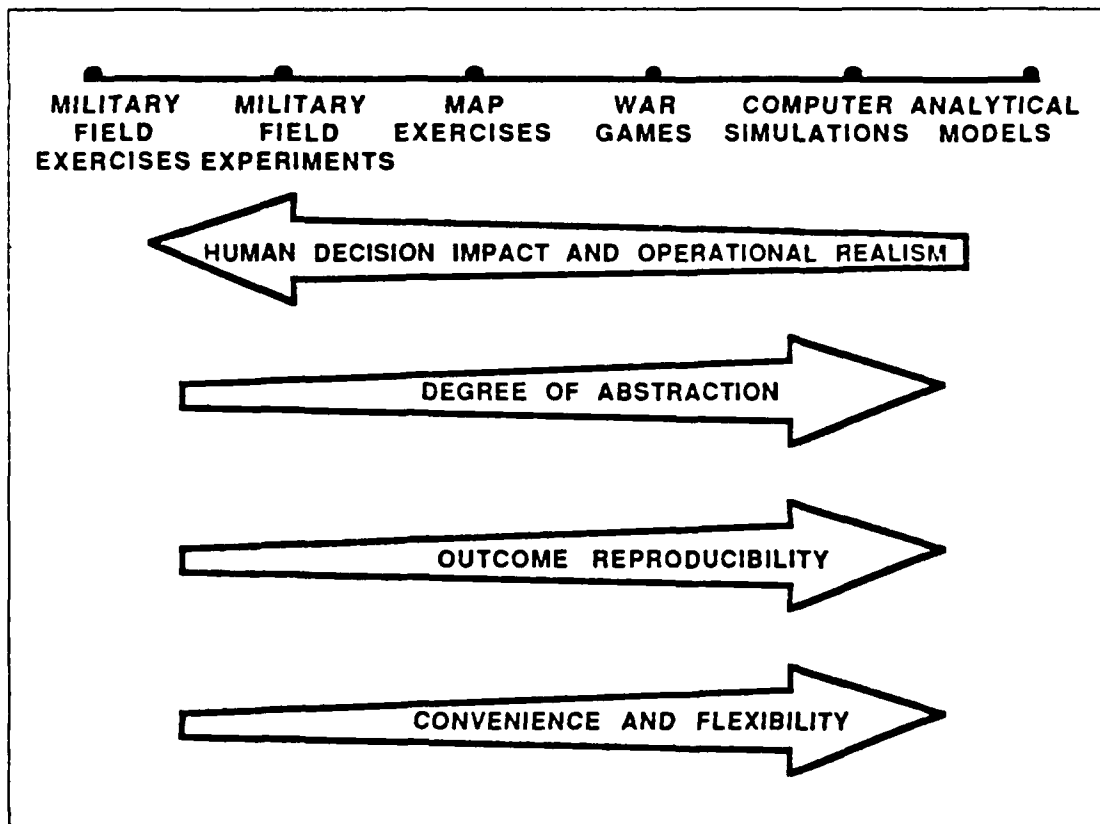 MILITARY FIELD EXERCISES
MILITARY FIELD EXPERIMENTS
MAP EXERCISES
WAR GAMES
COMPUTER SIMULATIONS
ANALYTICAL MODELS
HUMAN DECISION IMPACT AND OPERATIONAL REALISM
DEGREE OF ABSTRACTION
OUTCOME REPRODUCIBILITY
CONVENIENCE AND FLEXIBILITY